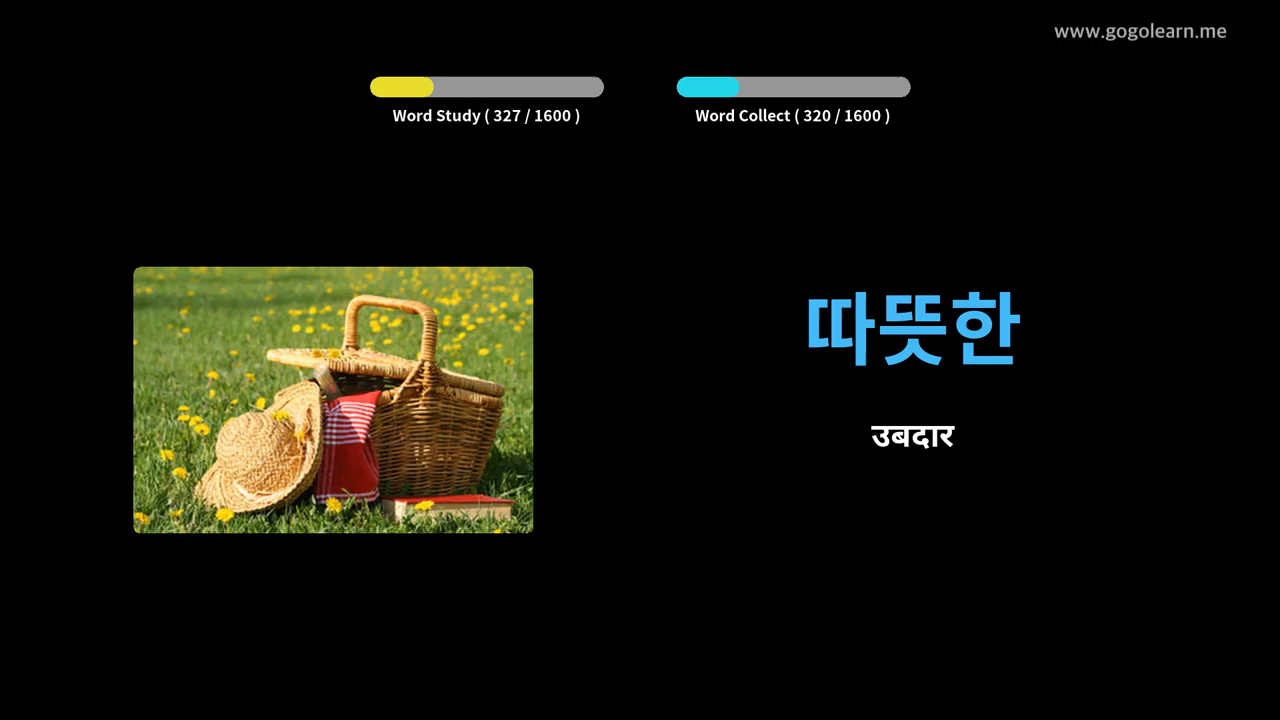 www.gogolearn.me
Word Study ( 327 / 1600 )
Word Collect ( 320 / 1600 )
따뜻한
उबदार